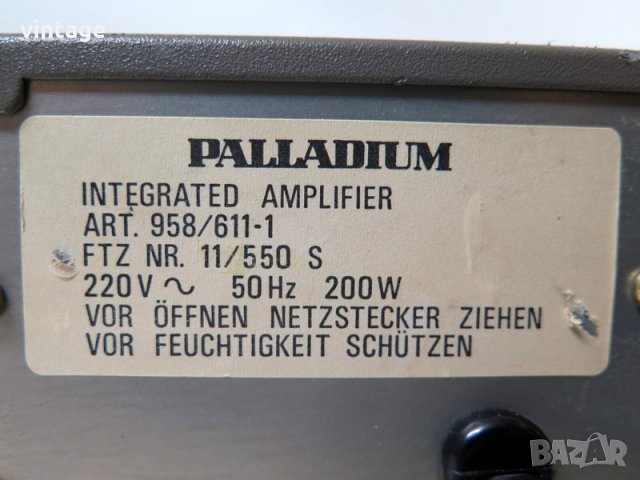 vintage
PALLADIUM
INTEGRATED AMPLIFIER
ART. 958/611-1
FTZ NR. 11/550 S
220V ~ 50Hz 200W
VOR ÖFFNEN NETZSTECKER ZIEHEN
VOR FEUCHTIGKEIT SCHÜTZEN
BAZAR